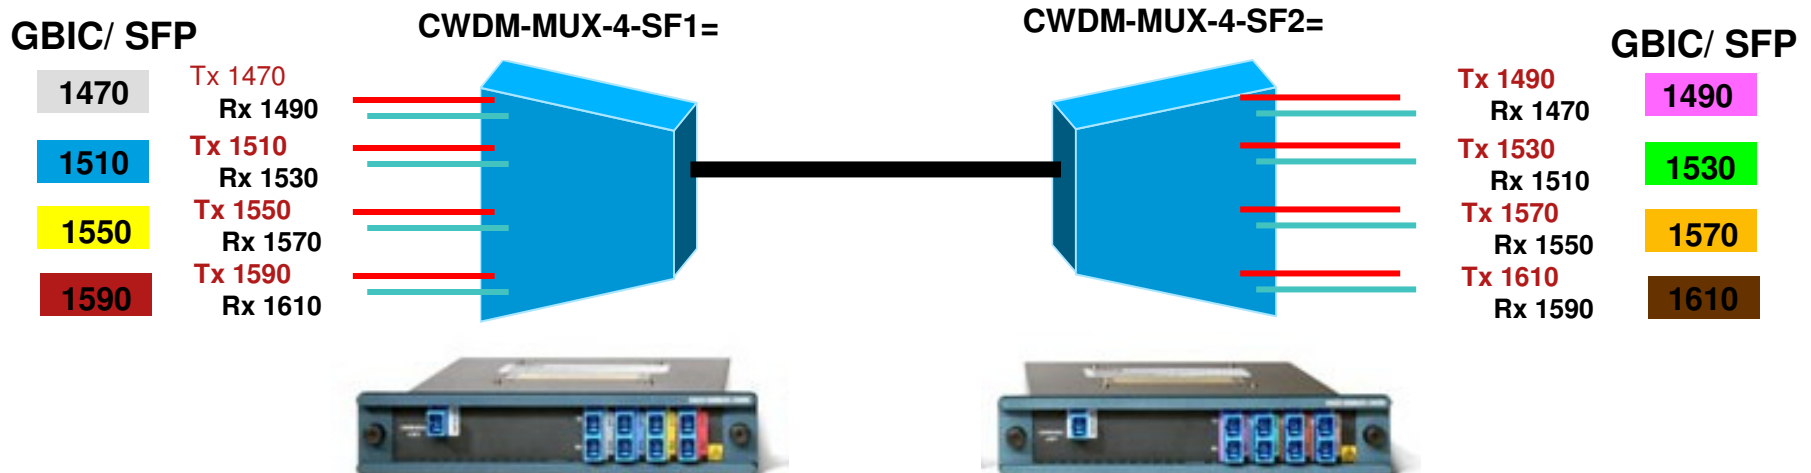 CWDM-MUX-4-SF1=
CWDM-MUX-4-SF2=
GBIC/ SFP
1470
1510
1550
1590
Tx 1470
Rx 1490
Tx 1510
Rx 1530
Tx 1550
Rx 1570
Tx 1590
Rx 1610
Tx 1490
Rx 1470
Tx 1530
Rx 1510
Tx 1570
Rx 1550
Tx 1610
Rx 1590
GBIC/ SFP
1490
1530
1570
1610